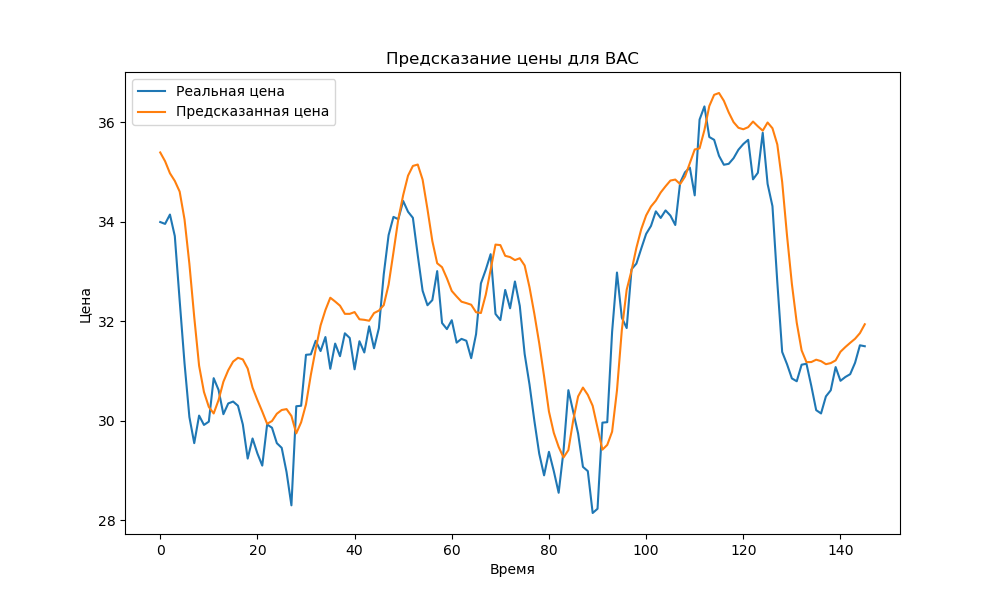 Предсказание цены для BAC
Реальная цена
Предсказанная цена
Цена
36
34
32
30
28
0 20 40 60 80 100 120 140
Время